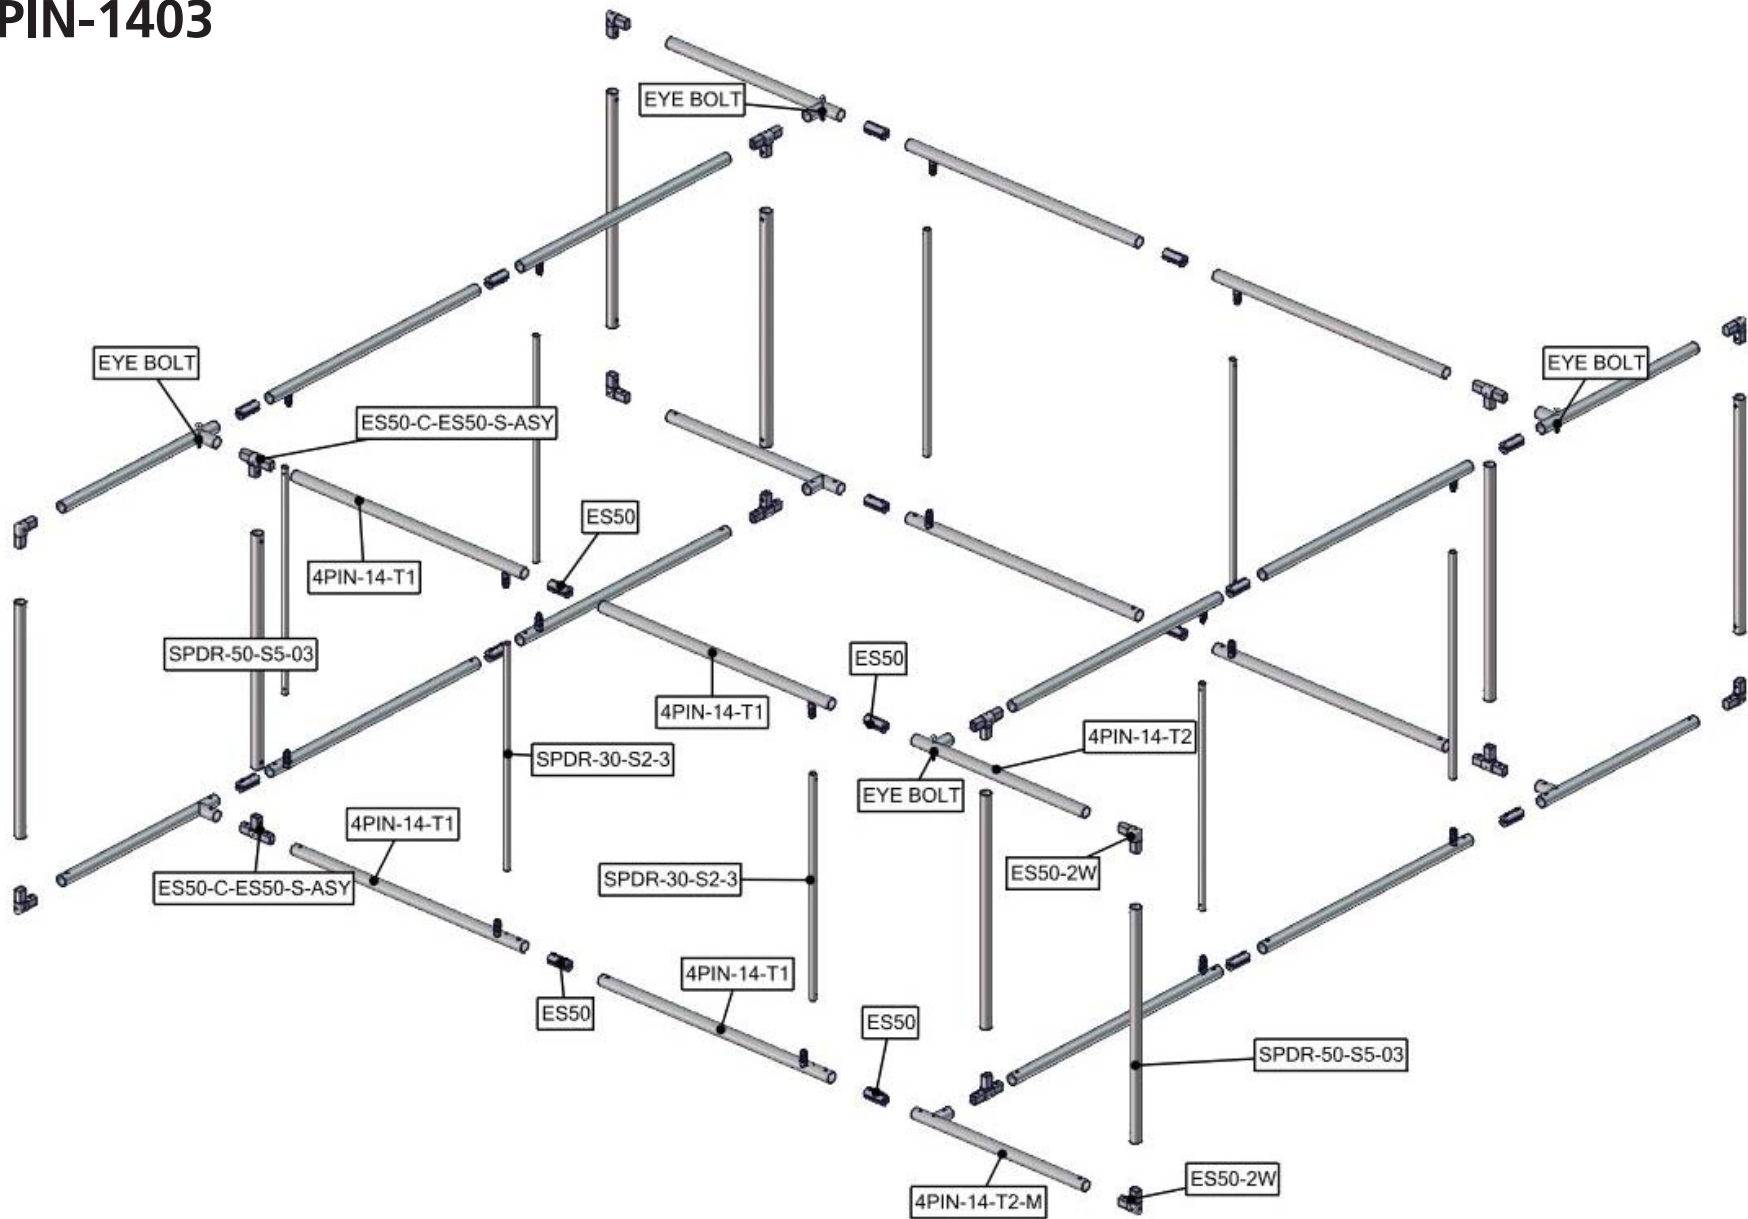 PIN-1403
EYE BOLT
EYE BOLT
EYE BOLT
ES50-C-ES50-S-ASY
ES50
4PIN-14-T1
SPDR-50-S5-03
ES50
4PIN-14-T1
4PIN-14-T2
SPDR-30-S2-3
EYE BOLT
4PIN-14-T1
ES50-2W
SPDR-30-S2-3
ES50-C-ES50-S-ASY
4PIN-14-T1
ES50
ES50
SPDR-50-S5-03
ES50-2W
4PIN-14-T2-M